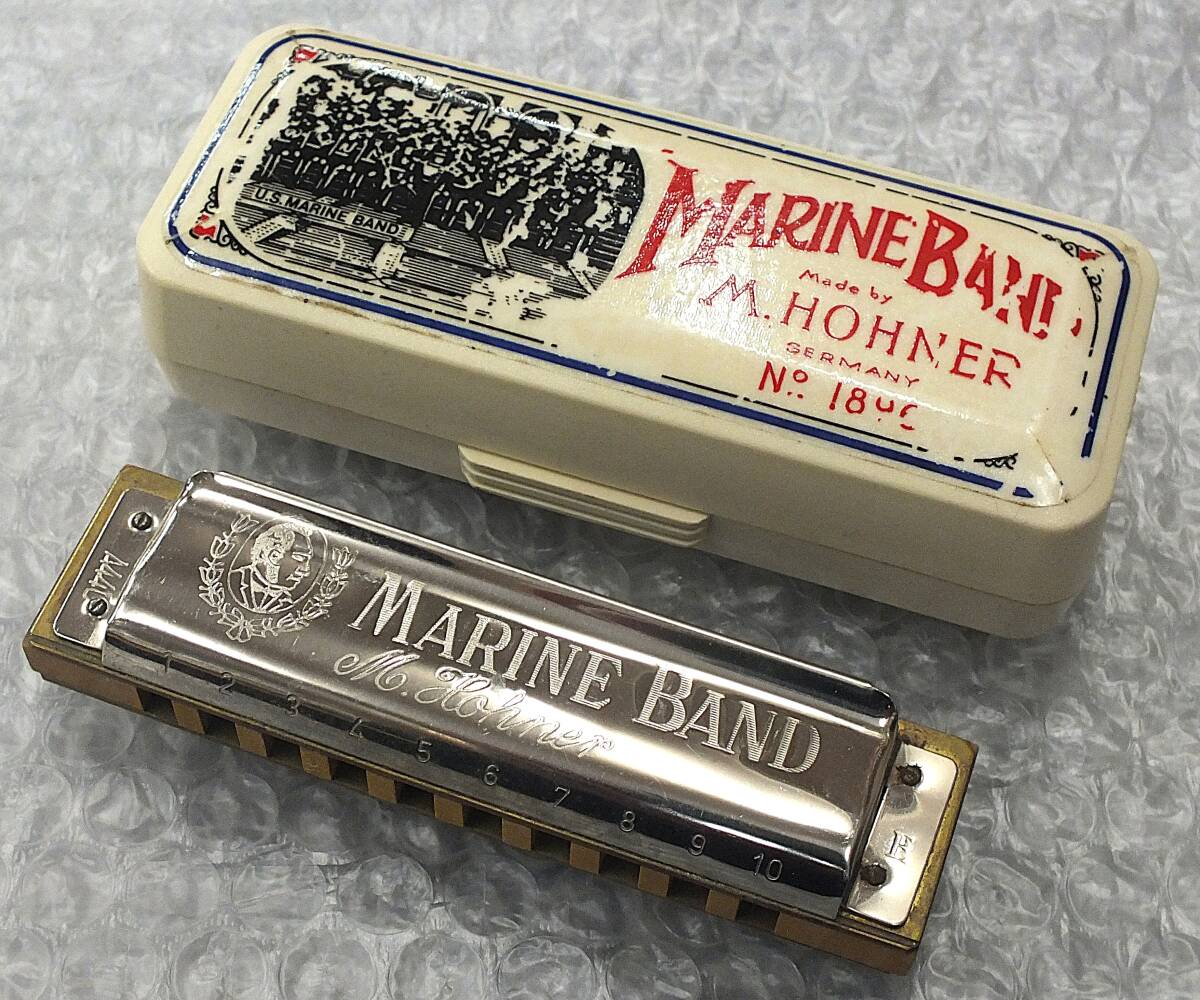 U.S. MARINE BAND
MARINE BAND
Made by
M. HOHNER
GERMANY
MARINE BAND
M. Hohner
1 2 3 4 5 6 7 8 9 10